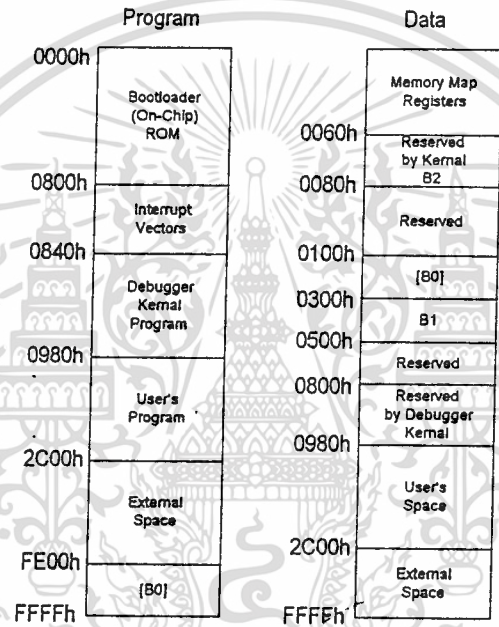 Program
0000h
Bootloader
(On-Chip)
ROM
0800h
Interrupt
Vectors
0840h
Debugger
Kernal
Program
0980h
User's
Program
2C00h
External
Space
FE00h
[B0]
FFFFh
Data
Memory Map
Registers
0060h
Reserved
by Kernal
B2
0080h
Reserved
0100h
[B0]
0300h
B1
0500h
Reserved
0800h
Reserved
by Debugger
Kernal
0980h
User's
Space
2C00h
External
Space
FFFFh